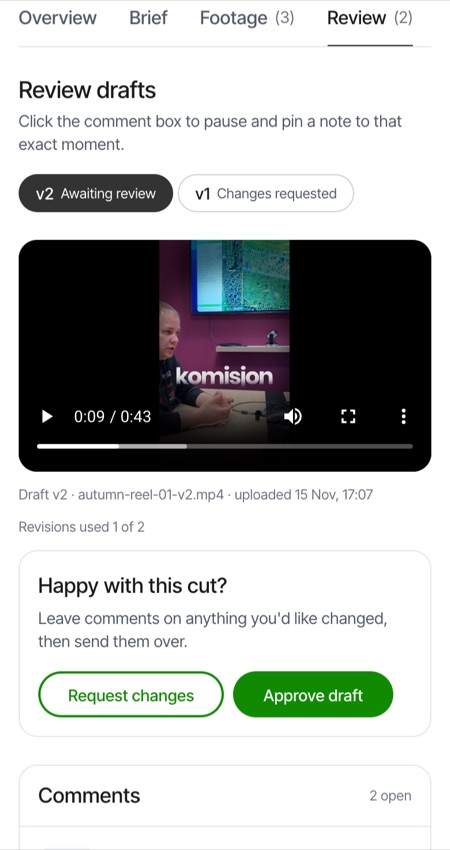 Overview Brief Footage (3) Review (2)
Review drafts
Click the comment box to pause and pin a note to that
exact moment.
v2 Awaiting review v1 Changes requested
komision
0:09 / 0:43
Draft v2 · autumn-reel-01-v2.mp4 · uploaded 15 Nov, 17:07
Revisions used 1 of 2
Happy with this cut?
Leave comments on anything you'd like changed,
then send them over.
Request changes Approve draft
Comments 2 open